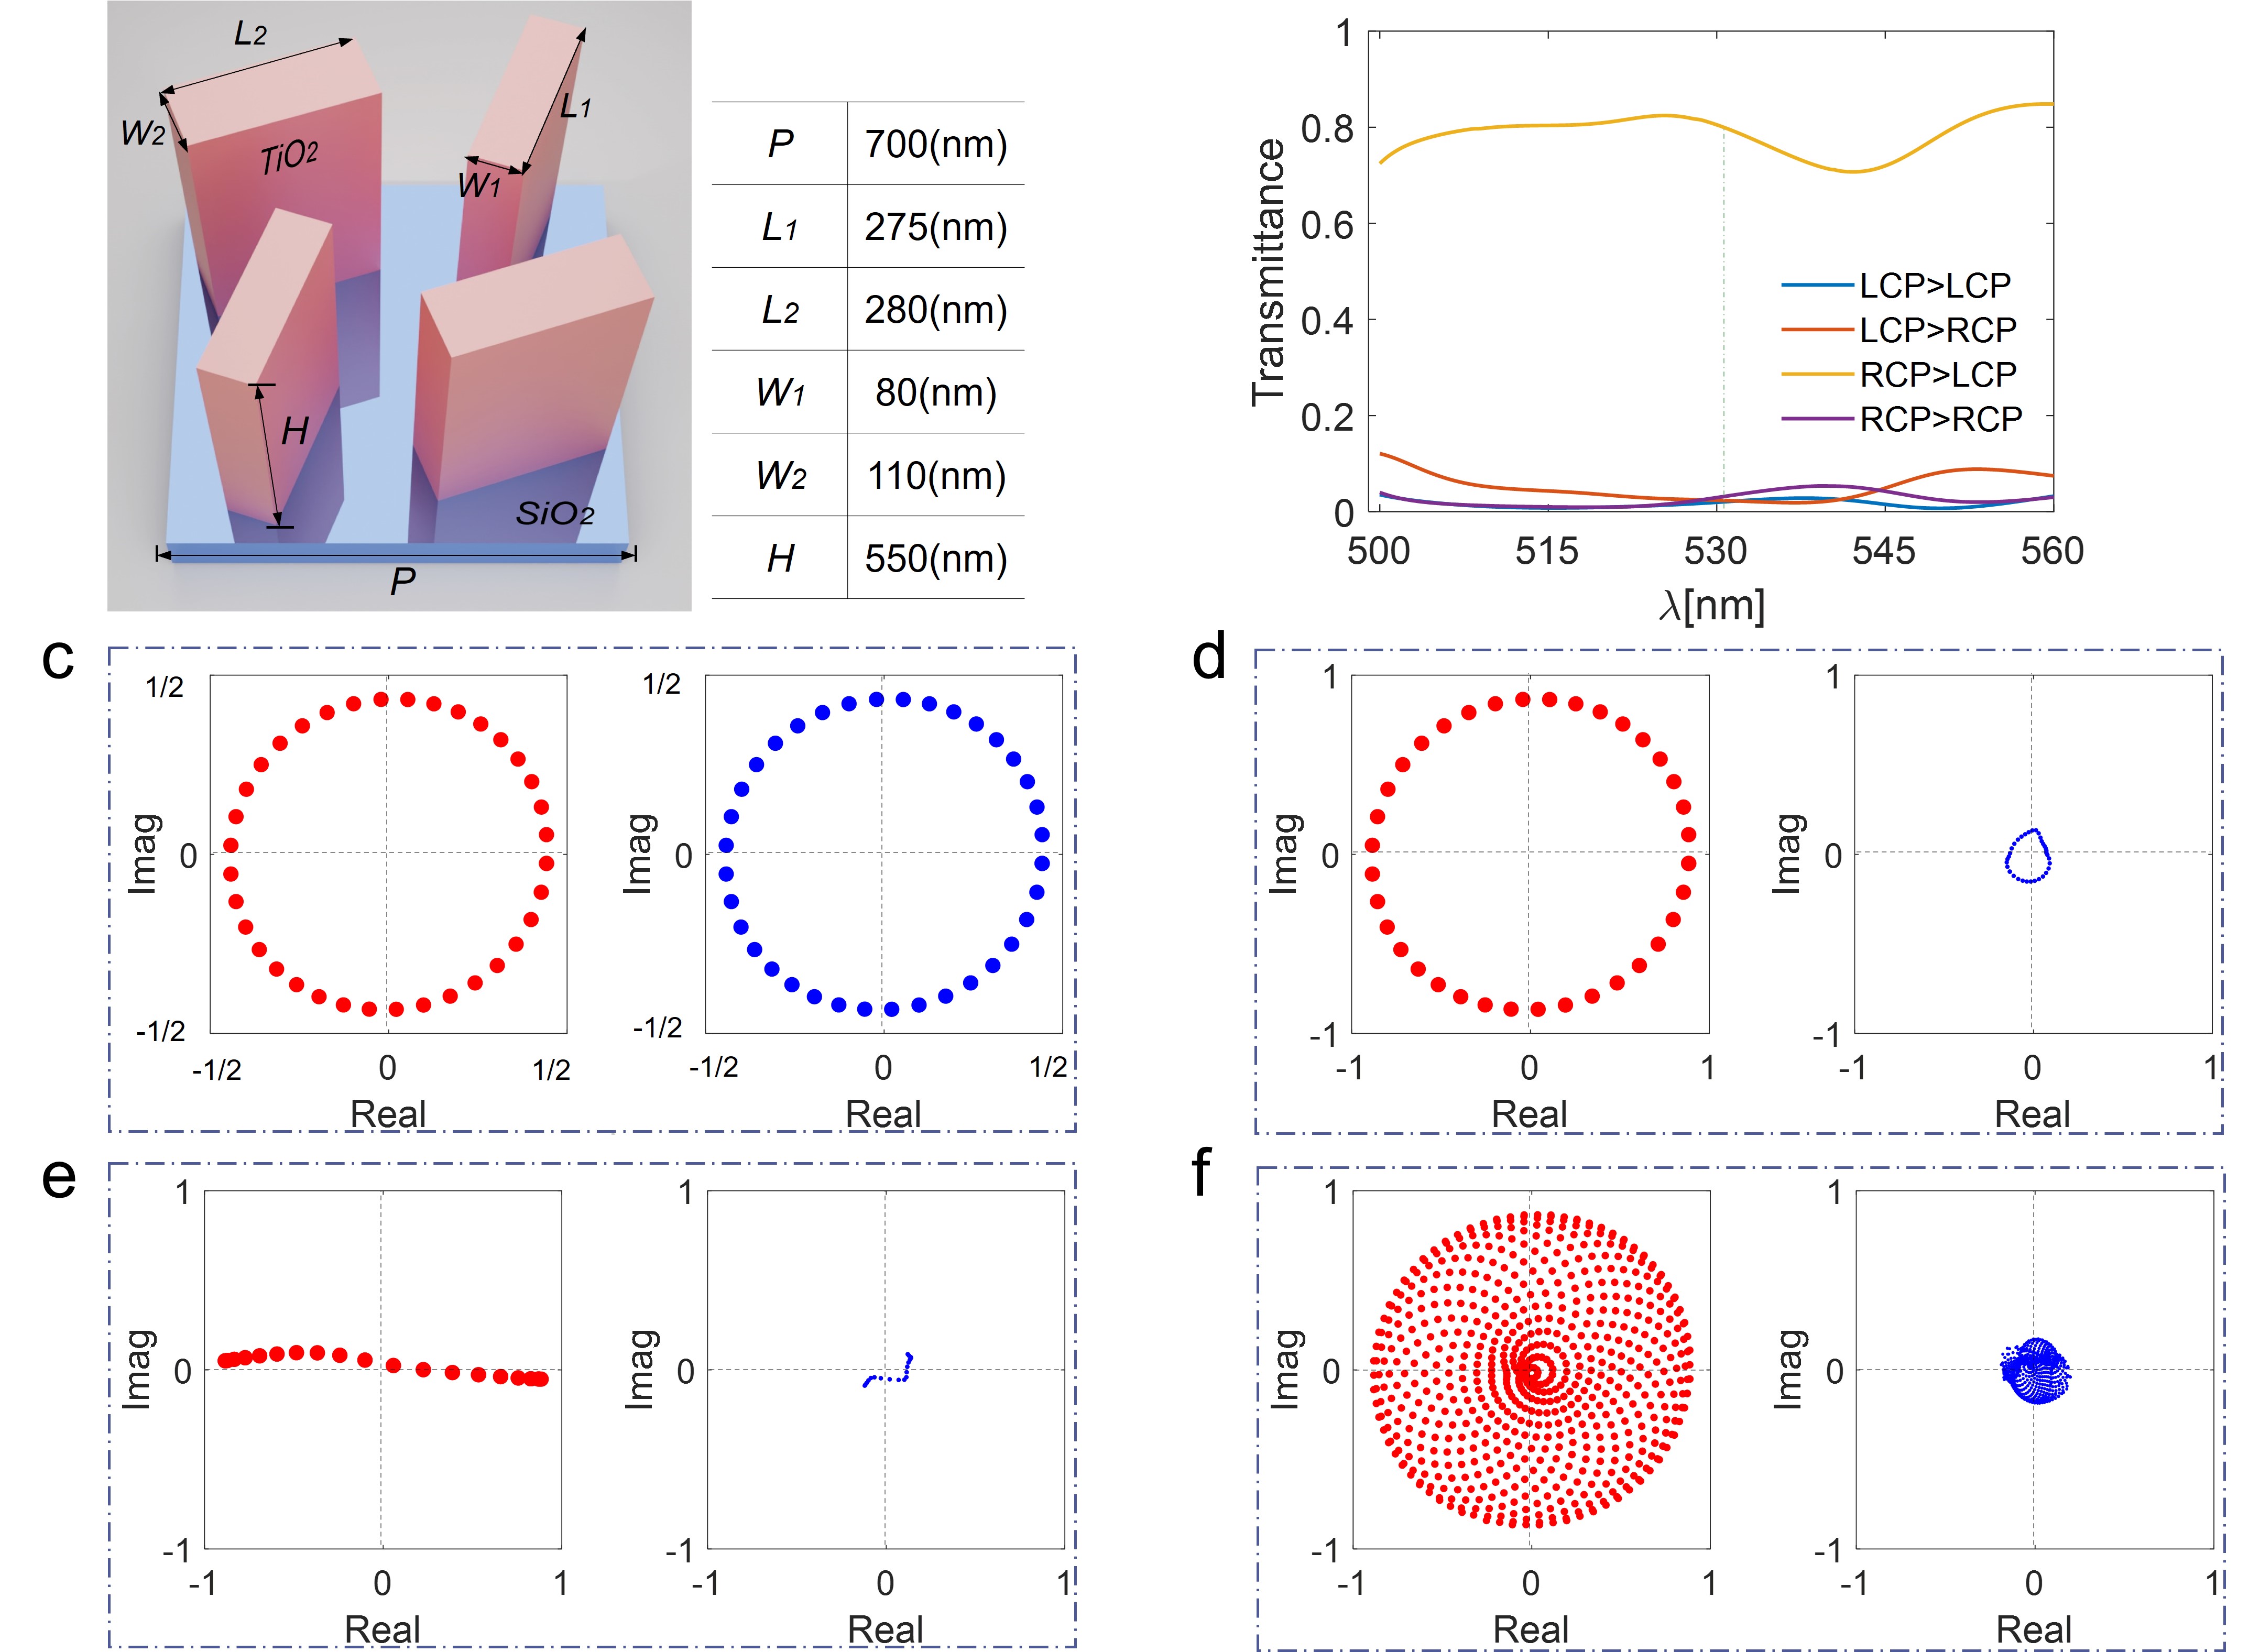 L2
L1
W2
TiO2
W1
H
SiO2
P
P 700(nm)
L1 275(nm)
L2 280(nm)
W1 80(nm)
W2 110(nm)
H 550(nm)
1
0.8
0.6
0.4
0.2
0
Transmittance
LCP>LCP
LCP>RCP
RCP>LCP
RCP>RCP
500 515 530 545 560
λ[nm]
c
1/2
0
-1/2
Imag
-1/2 0 1/2
Real
1/2
0
-1/2
Imag
-1/2 0 1/2
Real
d
1
0
-1
Imag
-1 0 1
Real
1
0
-1
Imag
-1 0 1
Real
e
1
0
-1
Imag
-1 0 1
Real
1
0
-1
Imag
-1 0 1
Real
f
1
0
-1
Imag
-1 0 1
Real
1
0
-1
Imag
-1 0 1
Real